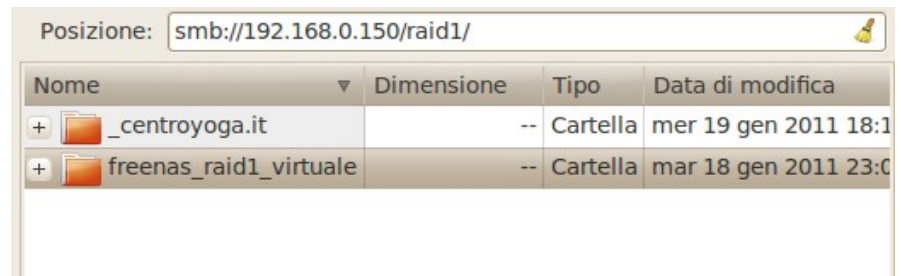 Posizione: smb://192.168.0.150/raid1/
Nome Dimensione Tipo Data di modifica
_centroyoga.it -- Cartella mer 19 gen 2011 18:1
freenas_raid1_virtuale -- Cartella mar 18 gen 2011 23:0